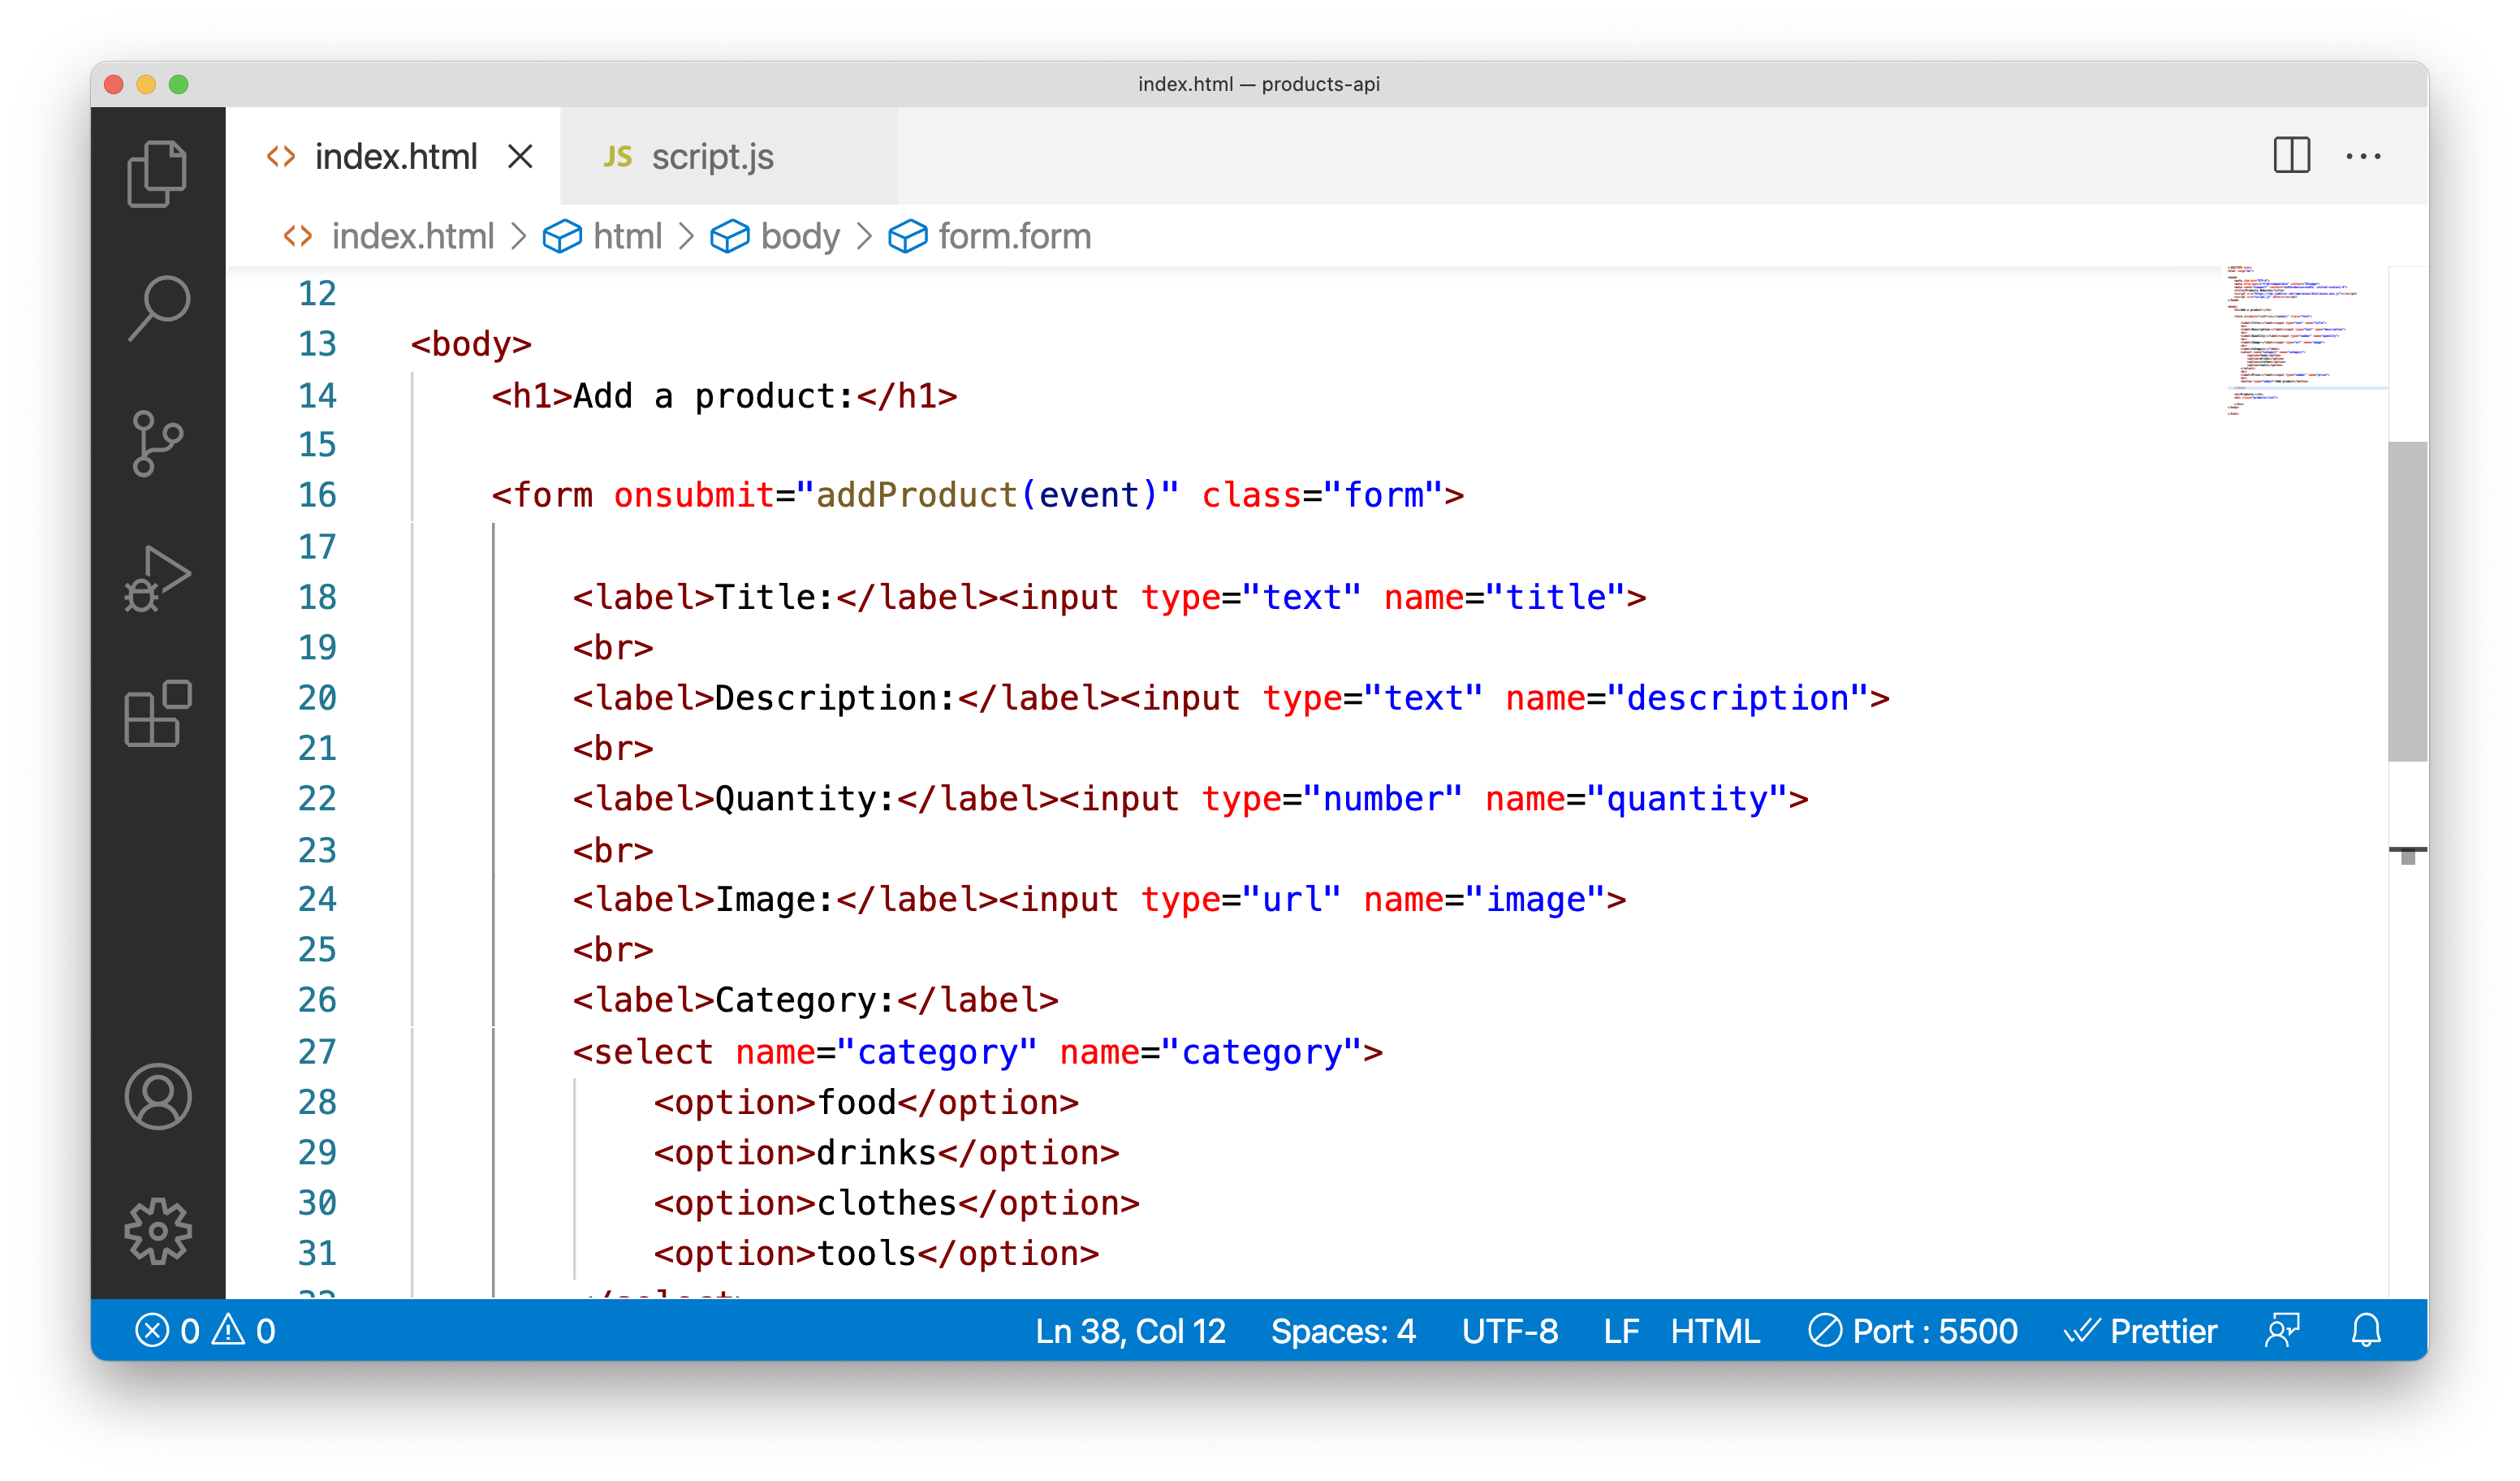 index.html — products-api
index.html
JS script.js
index.html > html > body > form.form
12
13 <body>
14 <h1>Add a product:</h1>
15
16 <form onsubmit="addProduct(event)" class="form">
17
18 <label>Title:</label><input type="text" name="title">
19 <br>
20 <label>Description:</label><input type="text" name="description">
21 <br>
22 <label>Quantity:</label><input type="number" name="quantity">
23 <br>
24 <label>Image:</label><input type="url" name="image">
25 <br>
26 <label>Category:</label>
27 <select name="category" name="category">
28 <option>food</option>
29 <option>drinks</option>
30 <option>clothes</option>
31 <option>tools</option>
0 0 Ln 38, Col 12 Spaces: 4 UTF-8 LF HTML Port : 5500 Prettier